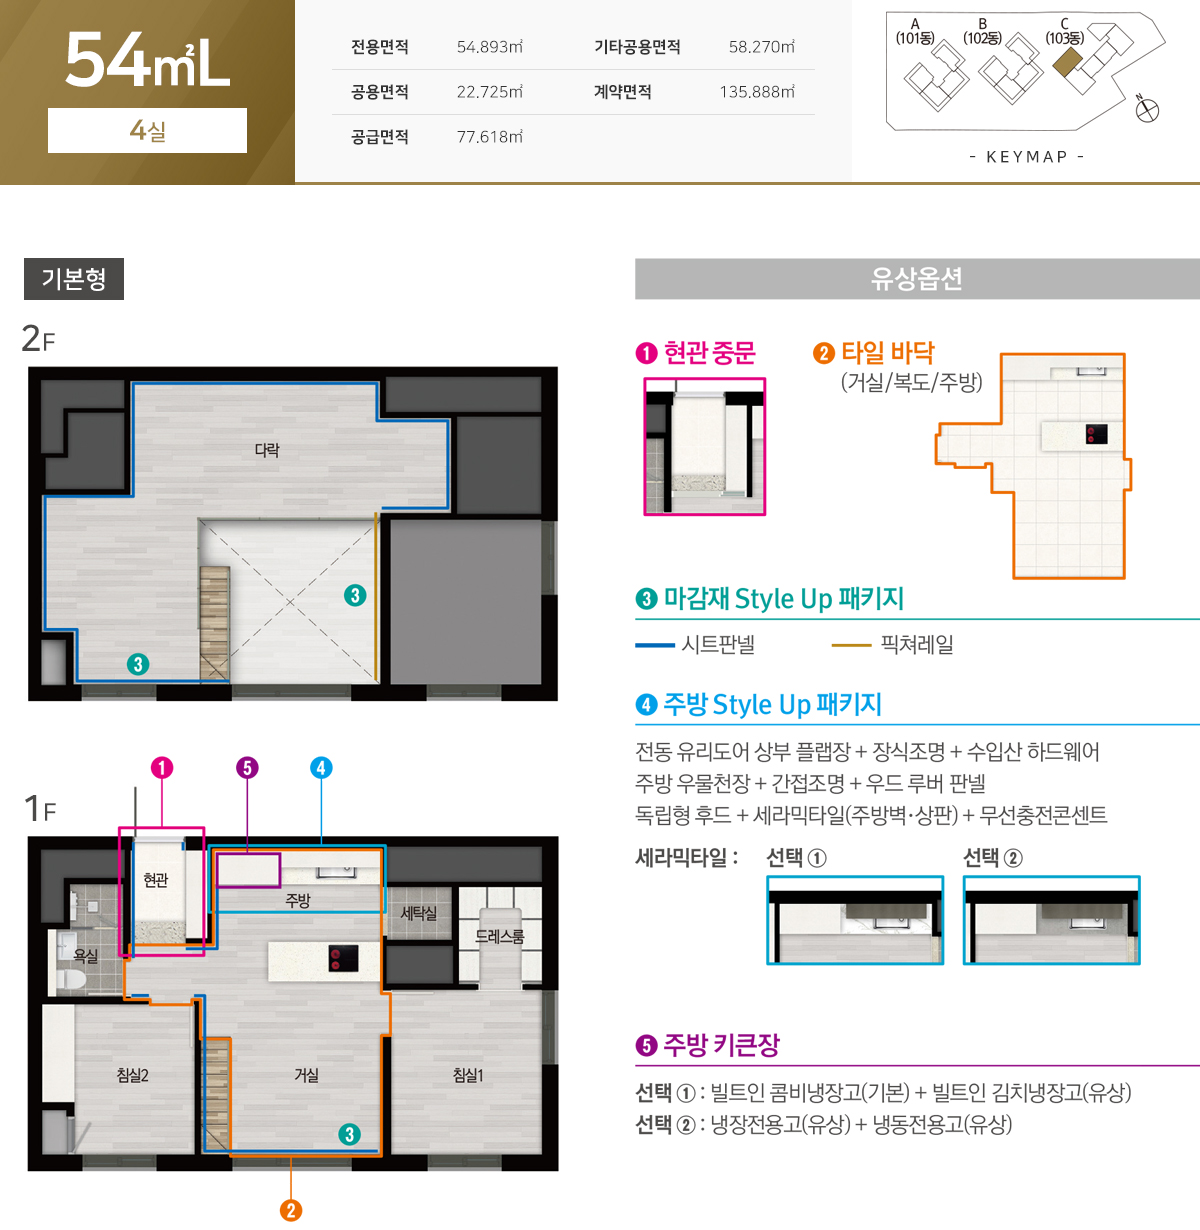 54㎡L
4실
전용면적 54.893㎡ 기타공용면적 58.270㎡
공용면적 22.725㎡ 계약면적 135.888㎡
공급면적 77.618㎡
A
(101동)
B
(102동)
C
(103동)
N
- KEYMAP -
기본형
유상옵션
2F
다락
3
3
1F
1
5
4
현관
주방
세탁실
드레스룸
욕실
침실2
거실
침실1
3
2
1 현관 중문
2 타일 바닥
(거실/복도/주방)
3 마감재 Style Up 패키지
시트판넬 픽쳐레일
4 주방 Style Up 패키지
전동 유리도어 상부 플랩장 + 장식조명 + 수입산 하드웨어
주방 우물천장 + 간접조명 + 우드 루버 판넬
독립형 후드 + 세라믹타일(주방벽·상판) + 무선충전콘센트
세라믹타일 : 선택 ① 선택 ②
5 주방 키큰장
선택 ① : 빌트인 콤비냉장고(기본) + 빌트인 김치냉장고(유상)
선택 ② : 냉장전용고(유상) + 냉동전용고(유상)